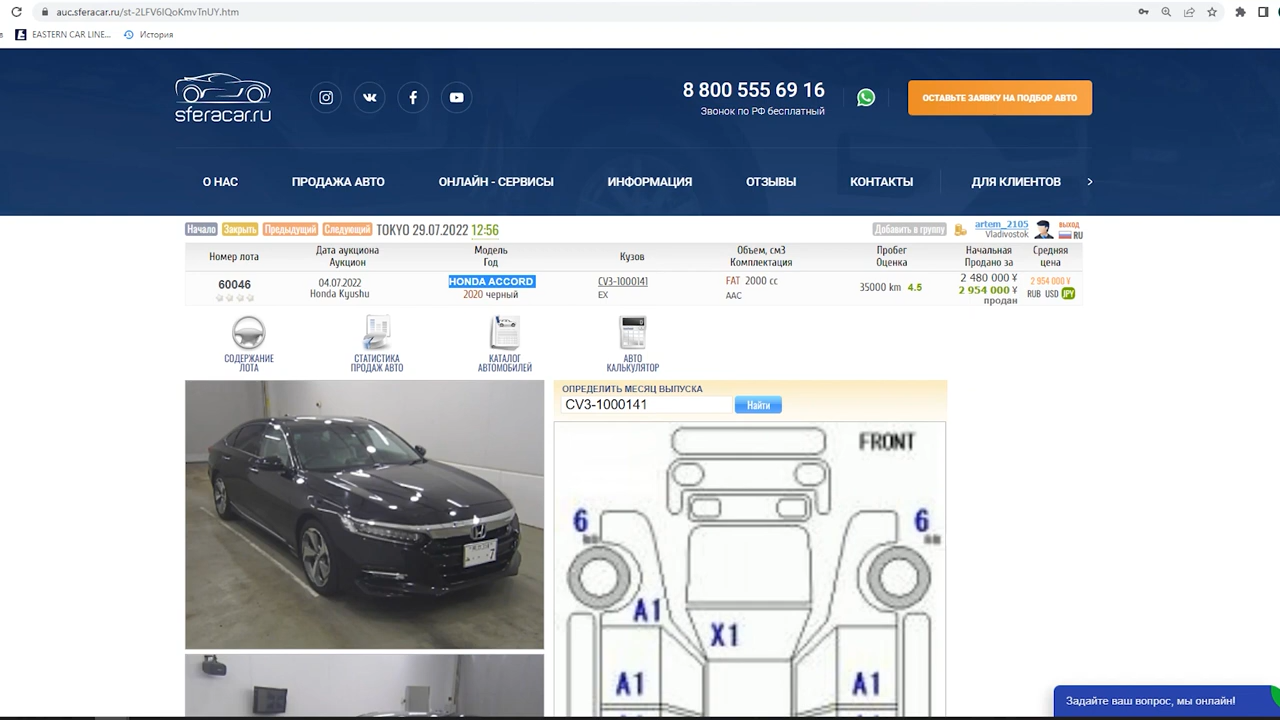 auc.sferacar.ru/st-2LFV6IQoKmvTnUY.htm
EASTERN CAR LINE...
История
sferacar.ru
8 800 555 69 16
Звонок по РФ бесплатный
ОСТАВЬТЕ ЗАЯВКУ НА ПОДБОР АВТО
О НАС
ПРОДАЖА АВТО
ОНЛАЙН - СЕРВИСЫ
ИНФОРМАЦИЯ
ОТЗЫВЫ
КОНТАКТЫ
ДЛЯ КЛИЕНТОВ
Начало
Закрыть
Предыдущий
Следующий
TOKYO 29.07.2022 12:56
Добавить в группу
artem_2105
Vladivostok
выход
RU
Номер лота
Дата аукциона
Аукцион
Модель
Год
Кузов
Объем, см3
Комплектация
Пробег
Оценка
Начальная
Продано за
Средняя
цена
60046
04.07.2022
Honda Kyushu
HONDA ACCORD
2020 черный
CV3-1000141
EX
FAT 2000 cc
AAC
35000 km 4.5
2 480 000 ¥
2 954 000 ¥
продан
2 954 000 ¥
RUB USD JPY
СОДЕРЖАНИЕ
ЛОТА
СТАТИСТИКА
ПРОДАЖ АВТО
КАТАЛОГ
АВТОМОБИЛЕЙ
АВТО
КАЛЬКУЛЯТОР
ОПРЕДЕЛИТЬ МЕСЯЦ ВЫПУСКА
CV3-1000141
Найти
FRONT
6
6
A1
X1
A1
A1
Задайте ваш вопрос, мы онлайн!